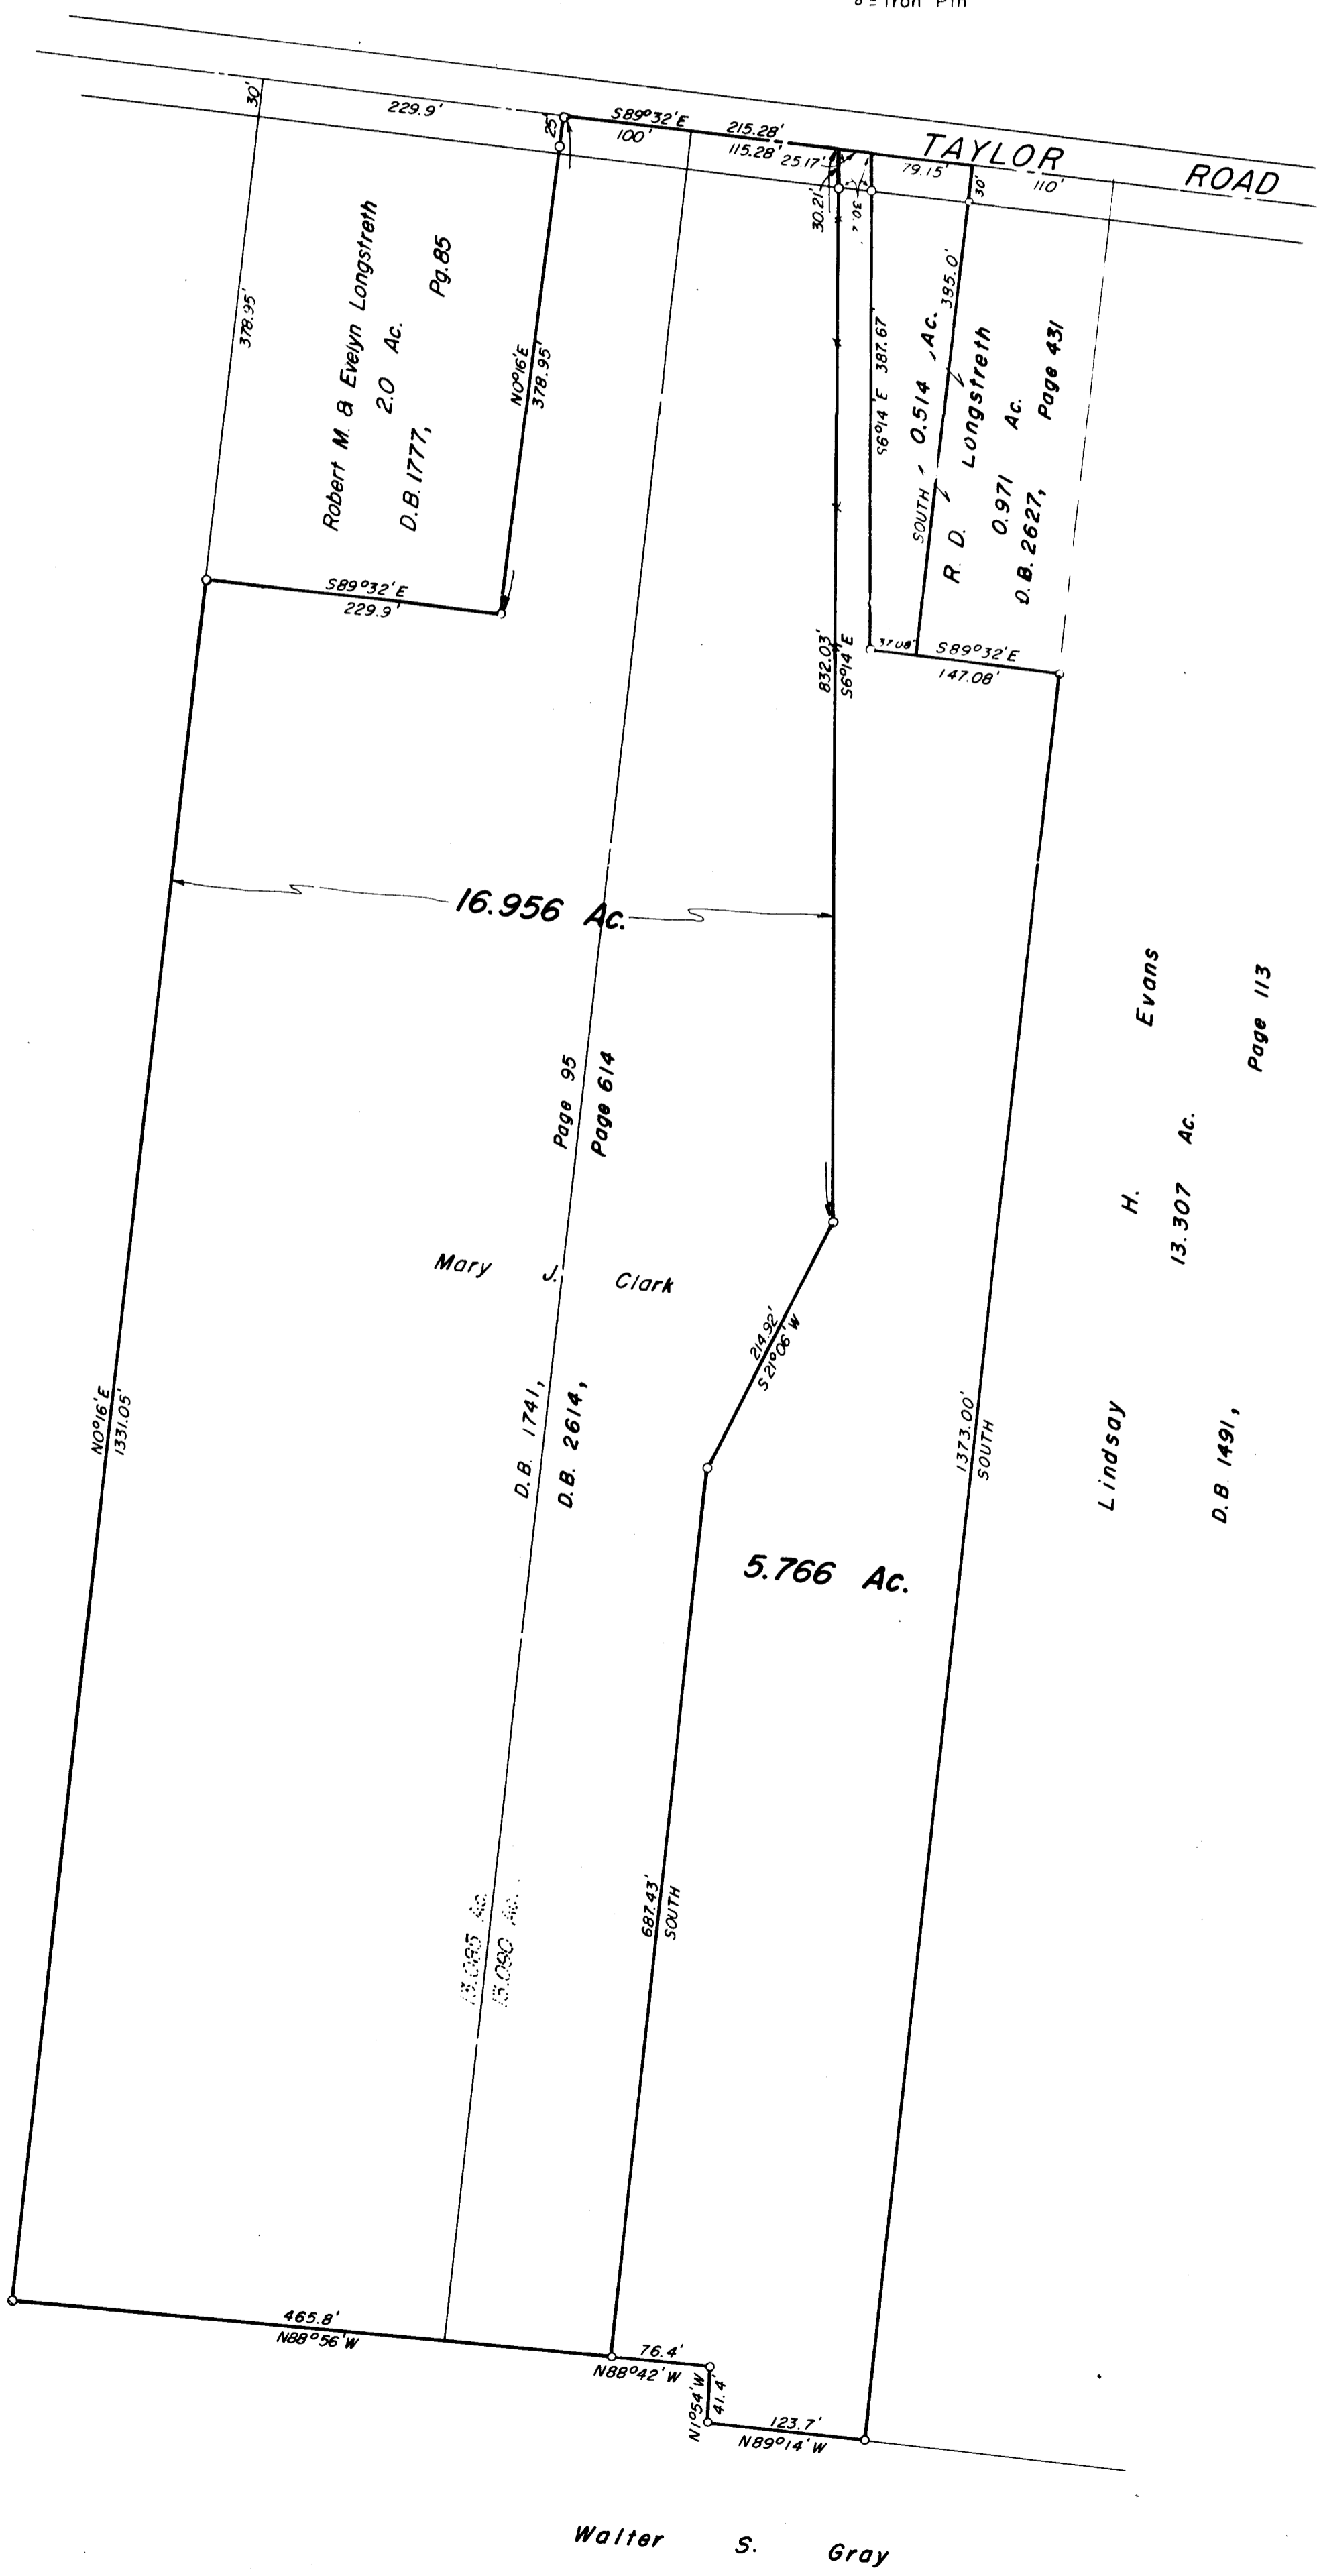 o = Iron Pin
30'
229.9'
25'
S89°32'E
100'
215.28'
115.28'
25.17'
TAYLOR ROAD
79.15'
30'
110'
30.21'
378.95'
Robert M. & Evelyn Longstreth
2.0 Ac.
D.B. 1777, Pg. 85
N0°16'E
378.95'
S6°14'E 387.67'
SOUTH 385.0'
0.514 Ac.
R. D. Longstreth
0.971 Ac.
D.B. 2627, Page 431
S89°32'E
229.9'
832.03'
S6°14'E
37.08'
S89°32'E
147.08'
16.956 Ac.
Mary J. Clark
D.B. 1741, Page 95
D.B. 2614, Page 614
214.92'
S21°06'W
N0°16'E
1331.05'
1373.00'
SOUTH
Lindsay H. Evans
13.307 Ac.
D.B. 1491, Page 113
5.766 Ac.
687.43'
SOUTH
465.8'
N88°56'W
76.4'
N88°42'W
N1°54'W
41.4'
123.7'
N89°14'W
Walter S. Gray